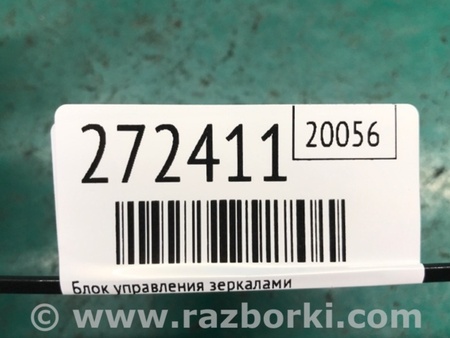 272411
20056
Блок управления зеркалами
© www.razborki.com